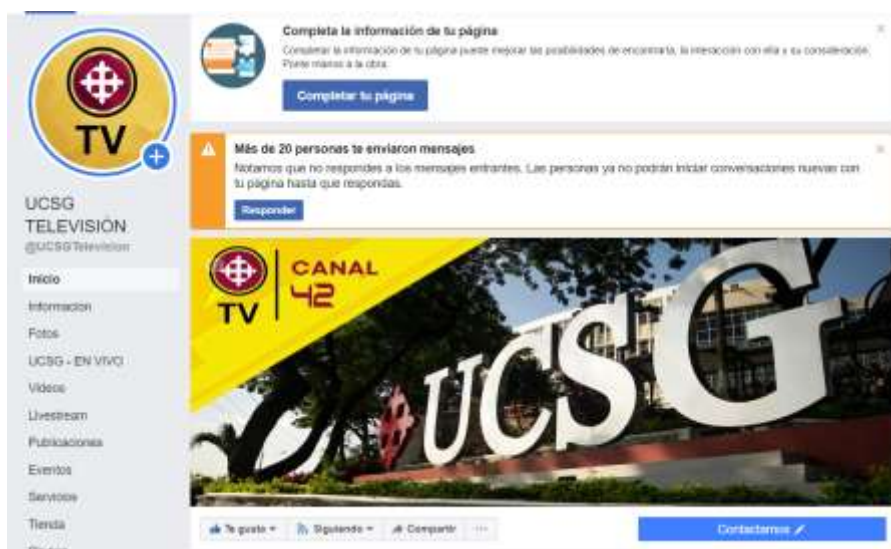 Completa la información de tu página
Completar la información de tu página puede mejorar las posibilidades de encontrarla, la interacción con ella y su consideración.
Ponte manos a la obra.
Completar tu página
TV
Más de 20 personas te enviaron mensajes
Notamos que no respondes a los mensajes entrantes. Las personas ya no podrán iniciar conversaciones nuevas con
tu página hasta que respondas.
Responder
UCSG
TELEVISIÓN
@UCSGTelevision
Inicio
Información
Fotos
UCSG - EN VIVO
Videos
Livestream
Publicaciones
Eventos
Servicios
Tienda
TV
CANAL
42
UCSG
Te gusta
Siguiendo
Compartir
Contactarnos